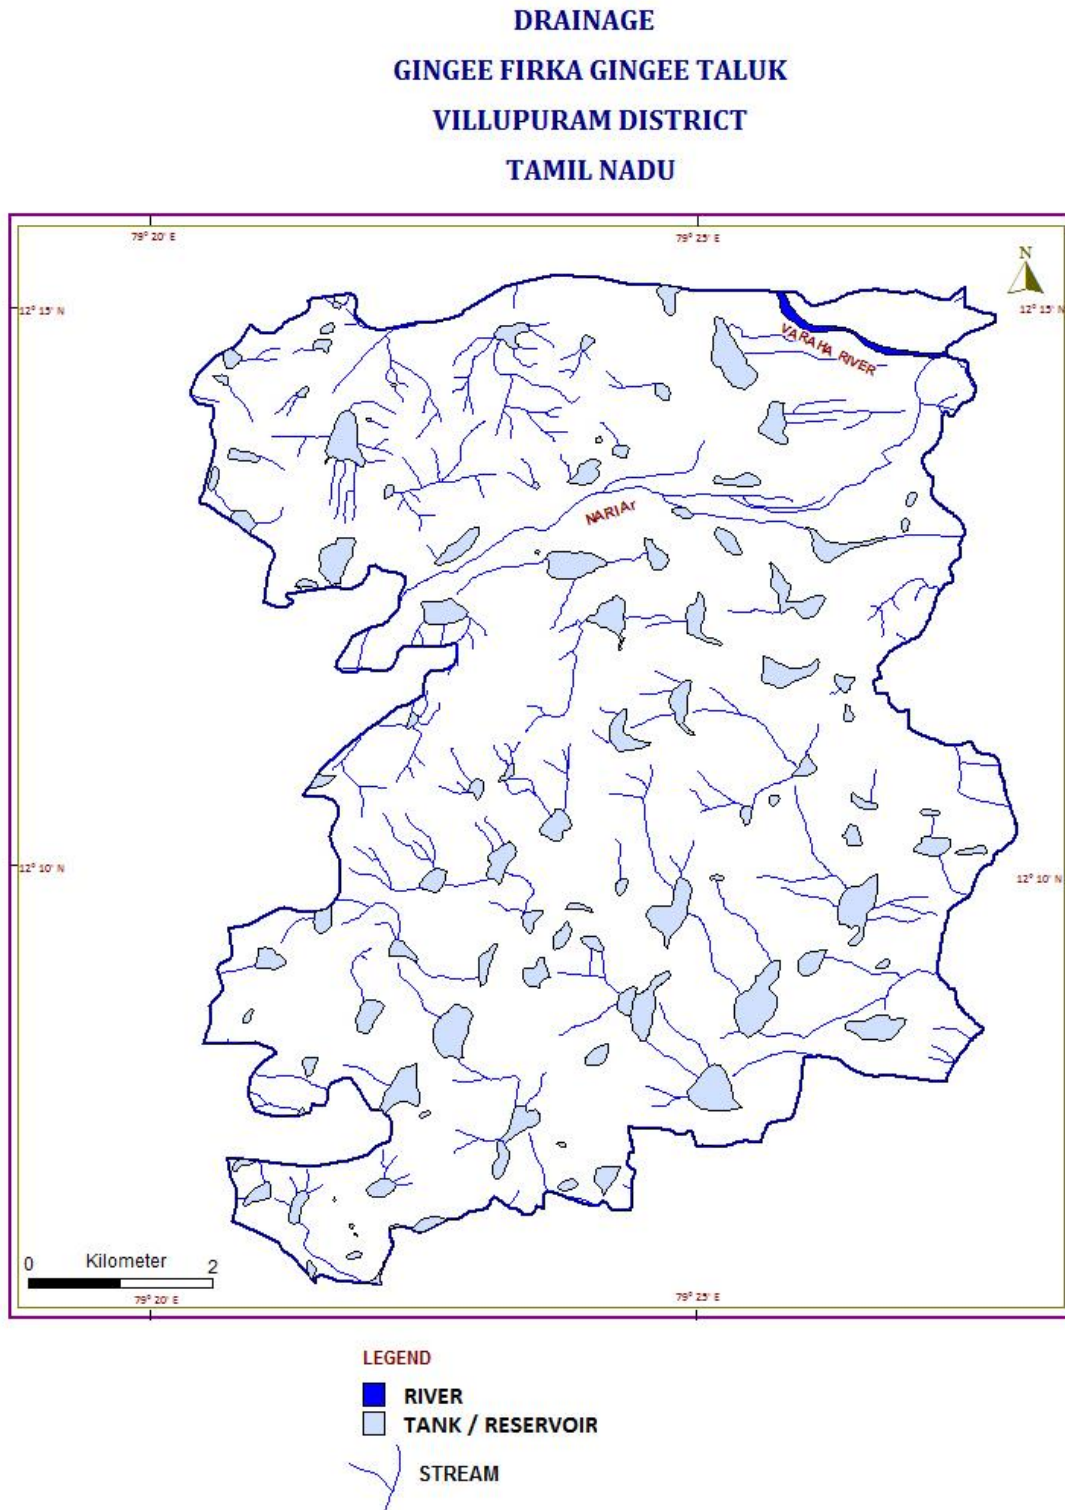 DRAINAGE
GINGEE FIRKA GINGEE TALUK
VILLUPURAM DISTRICT
TAMIL NADU
79° 20' E
79° 25' E
N
12° 15' N
12° 15' N
VARAHA RIVER
NARIAr
12° 10' N
12° 10' N
0 Kilometer 2
79° 20' E
79° 25' E
LEGEND
RIVER
TANK / RESERVOIR
STREAM